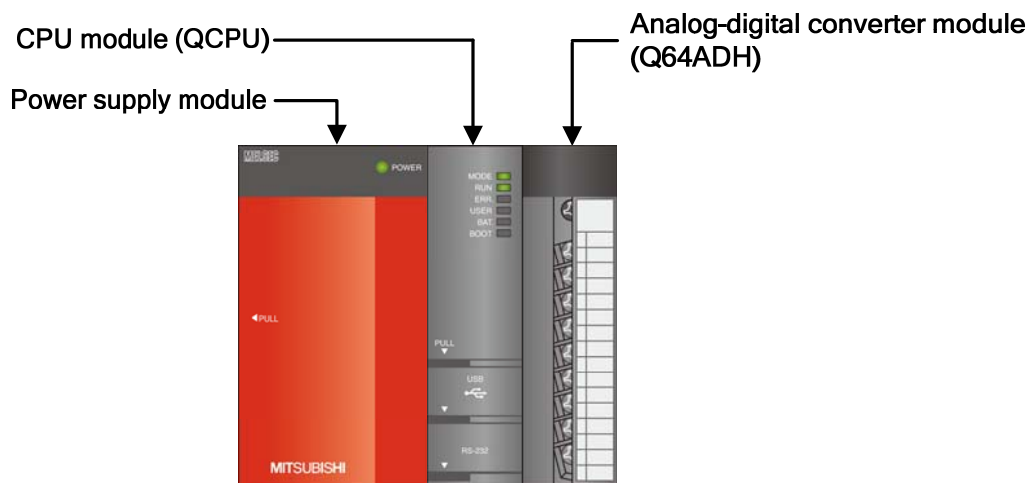 CPU module (QCPU)
Analog-digital converter module
(Q64ADH)
Power supply module
MELSEC
POWER
MODE
RUN
ERR.
USER
BAT.
BOOT
PULL
PULL
USB
RS-232
MITSUBISHI